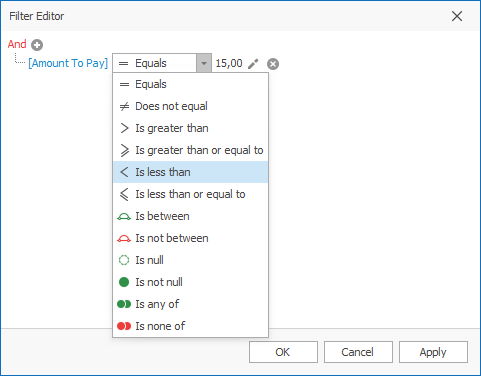 Filter Editor
And
[Amount To Pay] = Equals 15,00
= Equals
≠ Does not equal
Is greater than
Is greater than or equal to
Is less than
Is less than or equal to
Is between
Is not between
Is null
Is not null
Is any of
Is none of
OK Cancel Apply